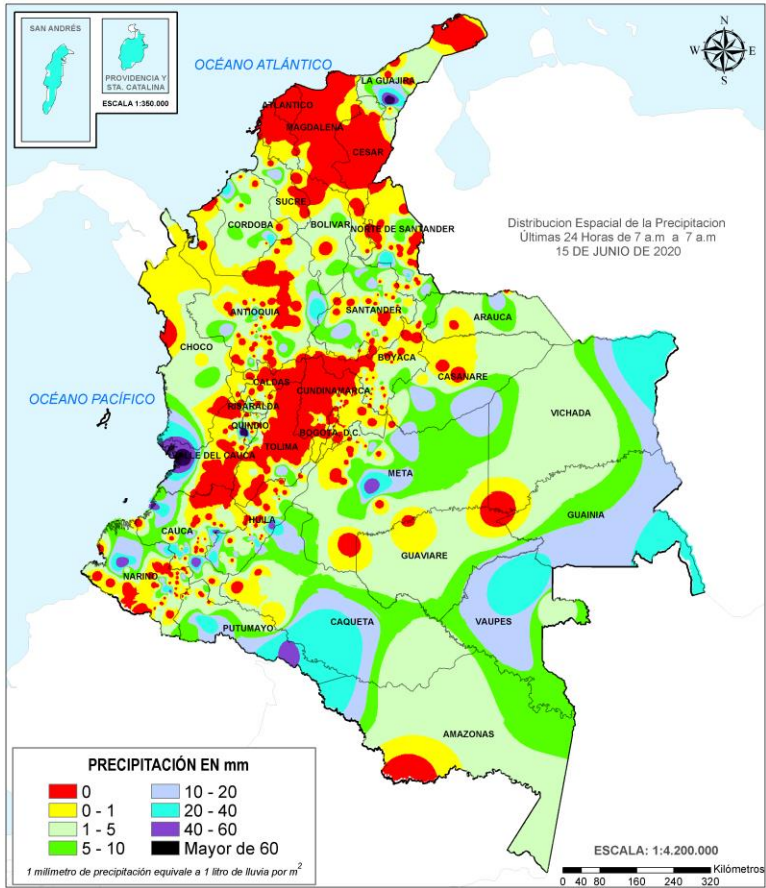 SAN ANDRÉS
PROVIDENCIA Y
STA. CATALINA
ESCALA 1:350.000
N
W
E
S
OCÉANO ATLÁNTICO
LA GUAJIRA
ATLANTICO
MAGDALENA
CESAR
SUCRE
CORDOBA
BOLIVAR
NORTE DE SANTANDER
Distribucion Espacial de la Precipitacion
Últimas 24 Horas de 7 a.m a 7 a.m
15 DE JUNIO DE 2020
ANTIOQUIA
SANTANDER
ARAUCA
CHOCO
BOYACA
CASANARE
CALDAS
CUNDINAMARCA
OCÉANO PACÍFICO
RISARALDA
VICHADA
QUINDIO
BOGOTA D.C.
TOLIMA
VALLE DEL CAUCA
META
GUAINIA
CAUCA
HUILA
GUAVIARE
NARIÑO
PUTUMAYO
CAQUETA
VAUPES
AMAZONAS
PRECIPITACIÓN EN mm
0
10 - 20
0 - 1
20 - 40
1 - 5
40 - 60
5 - 10
Mayor de 60
1 milímetro de precipitación equivale a 1 litro de lluvia por m²
ESCALA: 1:4.200.000
Kilómetros
0 40 80 160 240 320